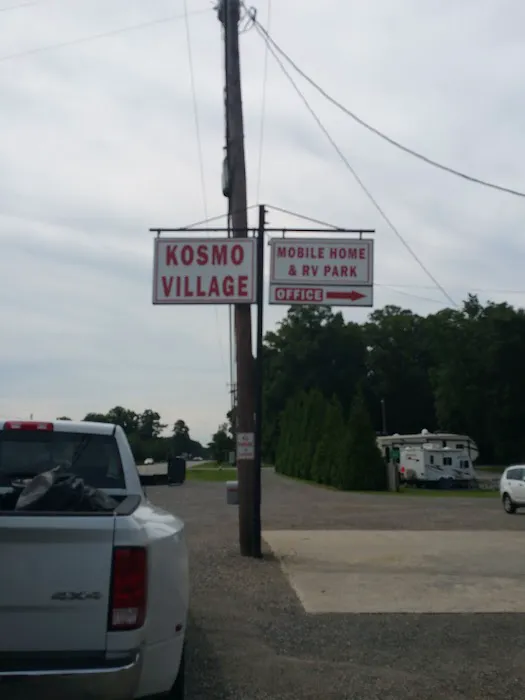 KOSMO
VILLAGE
MOBILE HOME
& RV PARK
OFFICE
4X4